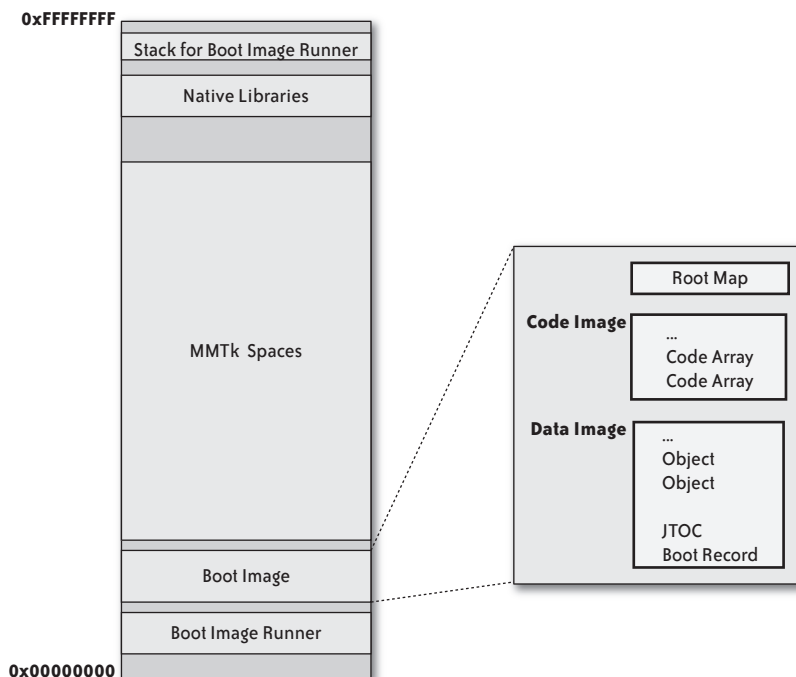 0xFFFFFFFF
Stack for Boot Image Runner
Native Libraries
MMTk Spaces
Boot Image
Boot Image Runner
0x00000000
Root Map
Code Image
...
Code Array
Code Array
Data Image
...
Object
Object
JTOC
Boot Record